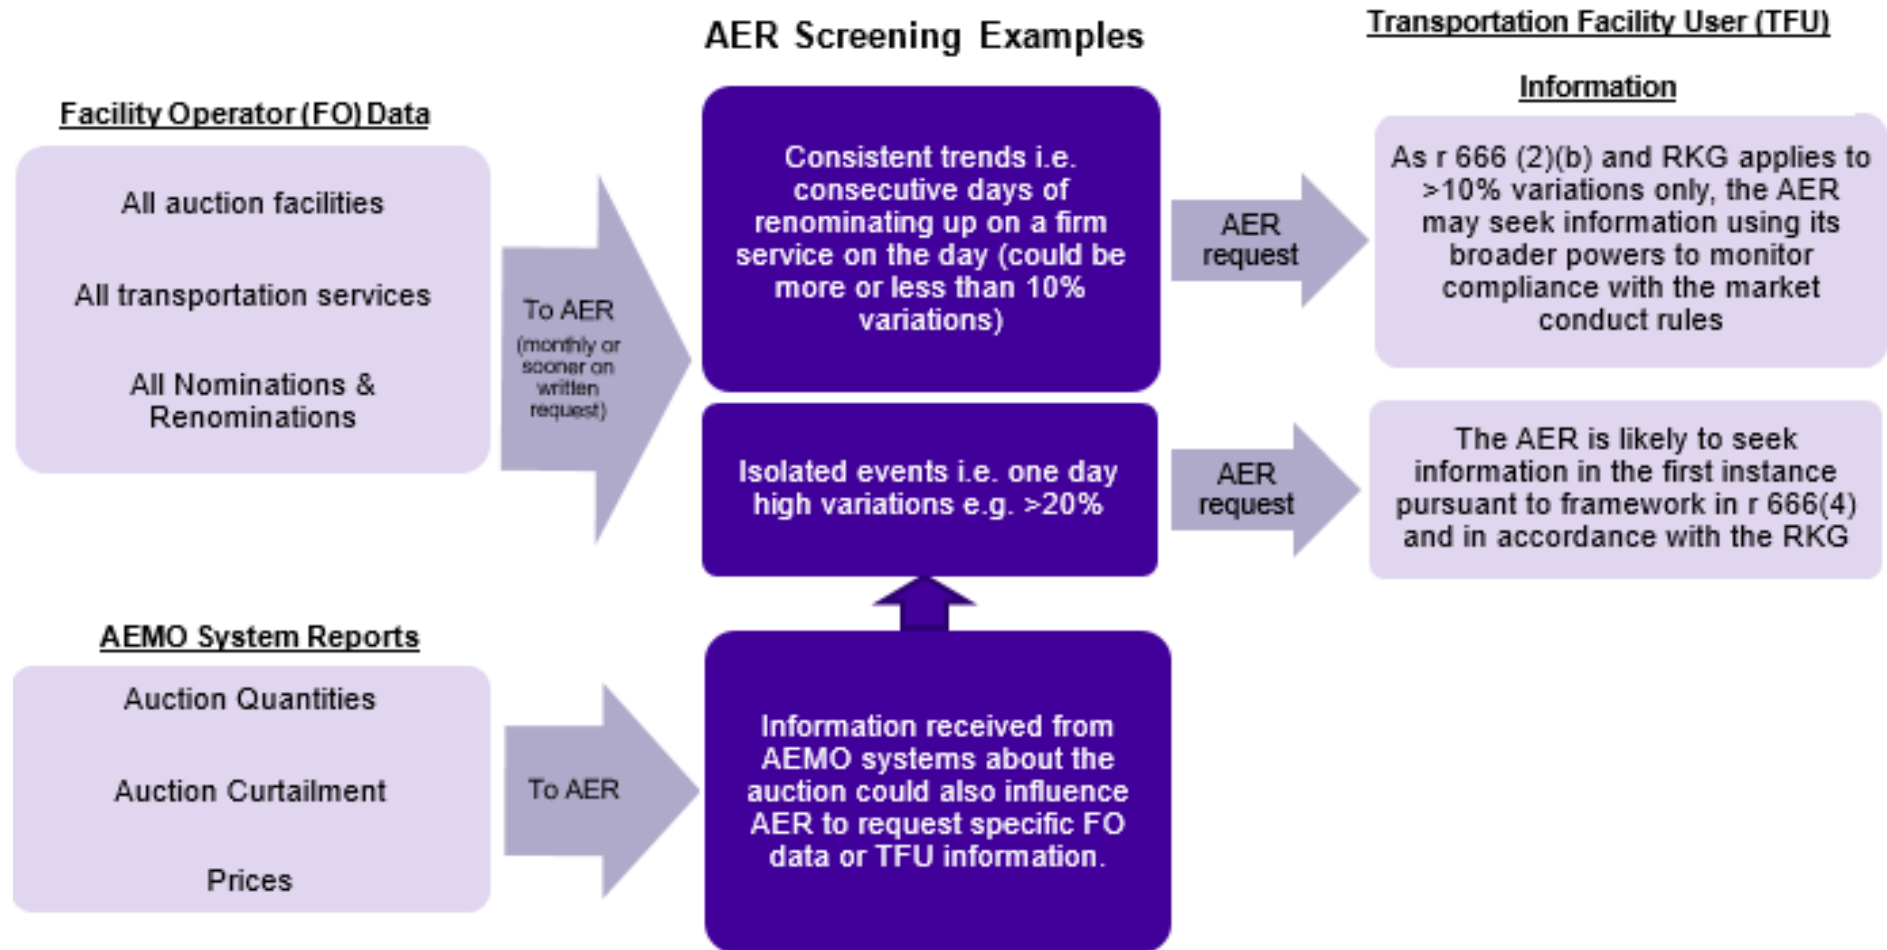 AER Screening Examples
Transportation Facility User (TFU)
Information
Facility Operator (FO) Data
All auction facilities
All transportation services
All Nominations &
Renominations
To AER
(monthly or
sooner on
written
request)
Consistent trends i.e.
consecutive days of
renominating up on a firm
service on the day (could be
more or less than 10%
variations)
AER
request
As r 666 (2)(b) and RKG applies to
>10% variations only, the AER
may seek information using its
broader powers to monitor
compliance with the market
conduct rules
Isolated events i.e. one day
high variations e.g. >20%
AER
request
The AER is likely to seek
information in the first instance
pursuant to framework in r 666(4)
and in accordance with the RKG
AEMO System Reports
Auction Quantities
Auction Curtailment
Prices
To AER
Information received from
AEMO systems about the
auction could also influence
AER to request specific FO
data or TFU information.